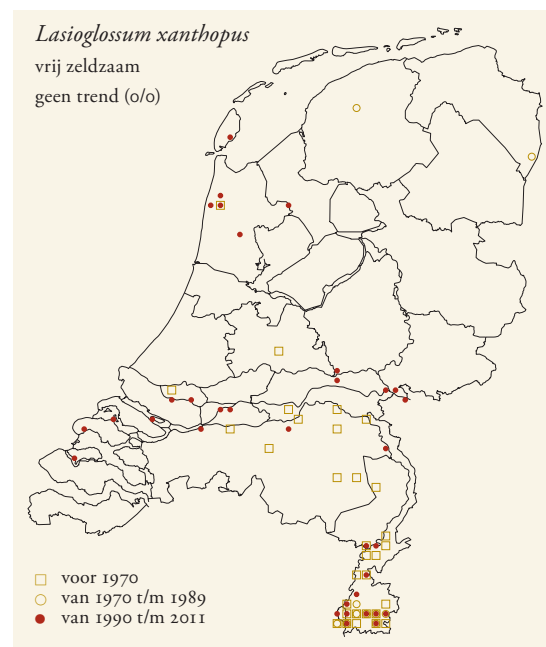 Lasioglossum xanthopus
vrij zeldzaam
geen trend (0/0)
voor 1970
van 1970 t/m 1989
van 1990 t/m 2011